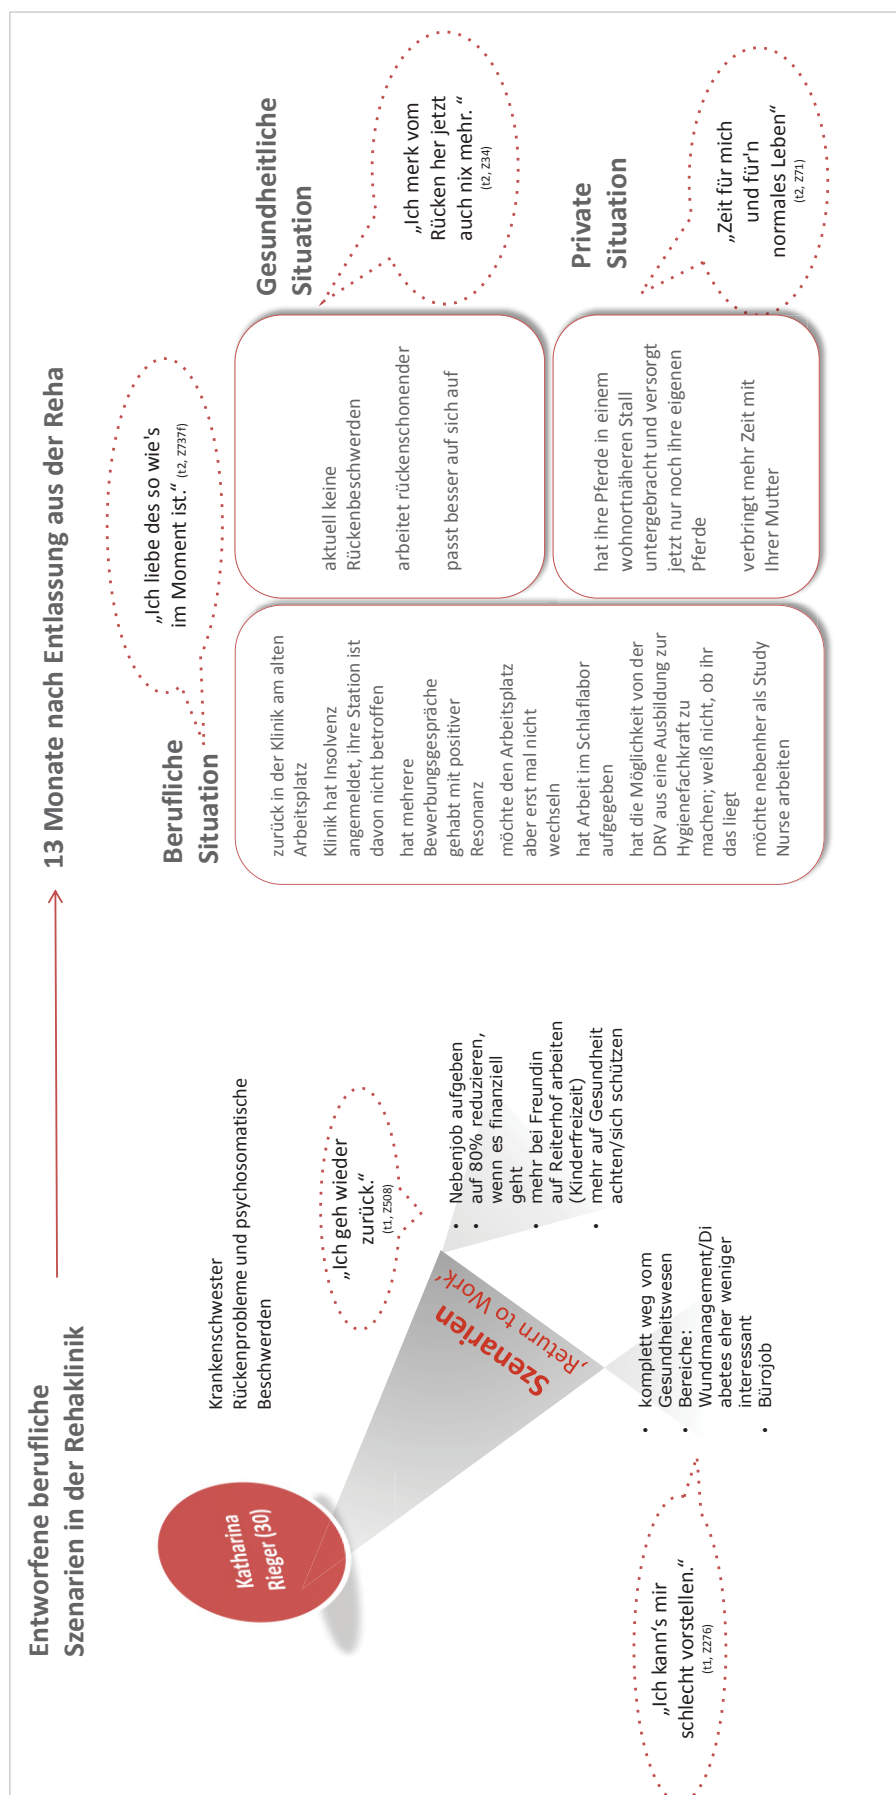 Entworfene berufliche
Szenarien in der Rehaklinik
13 Monate nach Entlassung aus der Reha
Katharina
Rieger (30)
Krankenschwester
Rückenprobleme und psychosomatische
Beschwerden
„Ich geh wieder
zurück.“
(t1, Z508)
Szenarien
‚Return to Work‘
• Nebenjob aufgeben
• auf 80% reduzieren,
wenn es finanziell
geht
• mehr bei Freundin
auf Reiterhof arbeiten
(Kinderfreizeit)
• mehr auf Gesundheit
achten/sich schützen
• komplett weg vom
Gesundheitswesen
• Bereiche:
Wundmanagement/Di
abetes eher weniger
interessant
• Bürojob
„Ich kann‘s mir
schlecht vorstellen.“
(t1, Z276)
Berufliche
Situation
„Ich liebe des so wie's
im Moment ist.“ (t2, Z737f)
zurück in der Klinik am alten
Arbeitsplatz
Klinik hat Insolvenz
angemeldet, ihre Station ist
davon nicht betroffen
hat mehrere
Bewerbungsgespräche
gehabt mit positiver
Resonanz
möchte den Arbeitsplatz
aber erst mal nicht
wechseln
hat Arbeit im Schlaflabor
aufgegeben
hat die Möglichkeit von der
DRV aus eine Ausbildung zur
Hygienefachkraft zu
machen; weiß nicht, ob ihr
das liegt
möchte nebenher als Study
Nurse arbeiten
Gesundheitliche
Situation
„Ich merk vom
Rücken her jetzt
auch nix mehr. “
(t2, Z34)
aktuell keine
Rückenbeschwerden
arbeitet rückenschonender
passt besser auf sich auf
Private
Situation
„Zeit für mich
und für'n
normales Leben“
(t2, Z71)
hat ihre Pferde in einem
wohnortnäheren Stall
untergebracht und versorgt
jetzt nur noch ihre eigenen
Pferde
verbringt mehr Zeit mit
Ihrer Mutter